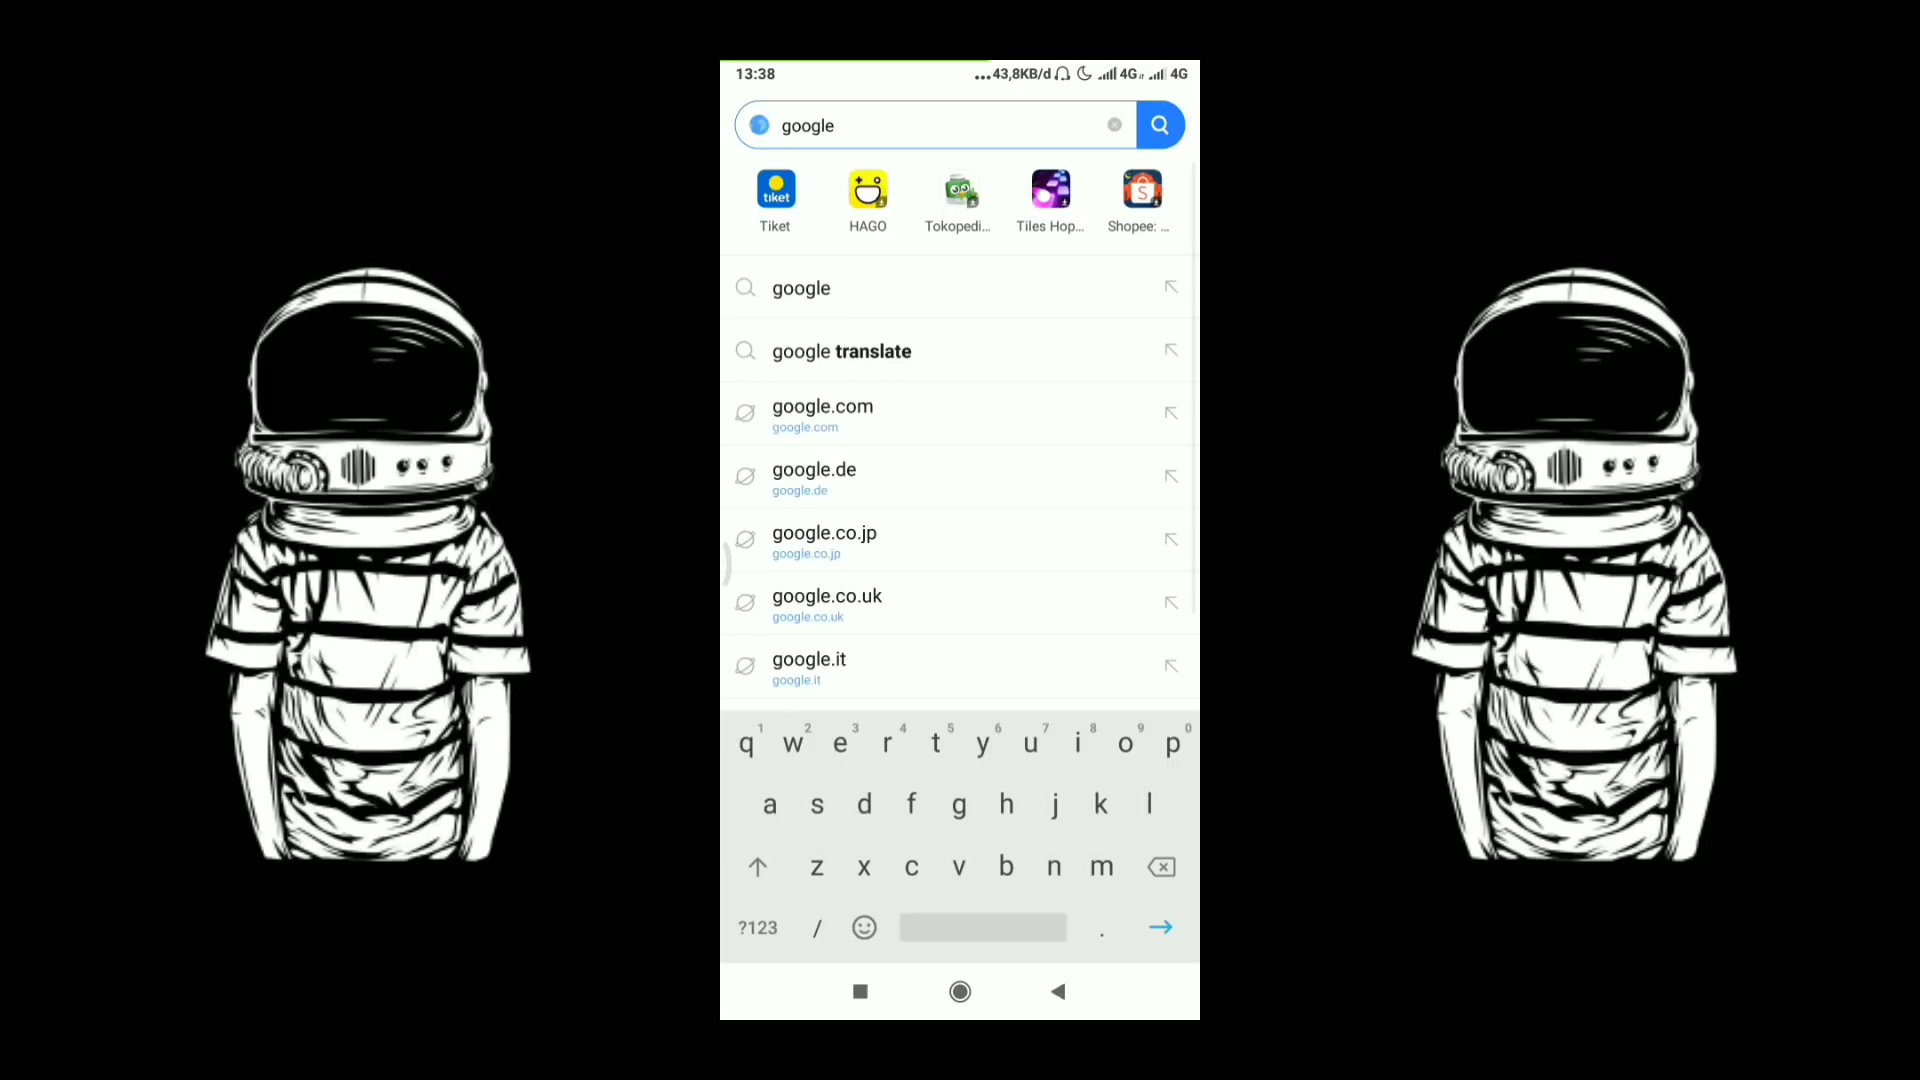 13:38 ...43,8KB/d 4G 4G
google
tiket
S
Tiket HAGO Tokopedi... Tiles Hop... Shopee: ...
google
google translate
google.com
google.com
google.de
google.de
google.co.jp
google.co.jp
google.co.uk
google.co.uk
google.it
google.it
1 2 3 4 5 6 7 8 9 0
q w e r t y u i o p
a s d f g h j k l
z x c v b n m
?123 / .